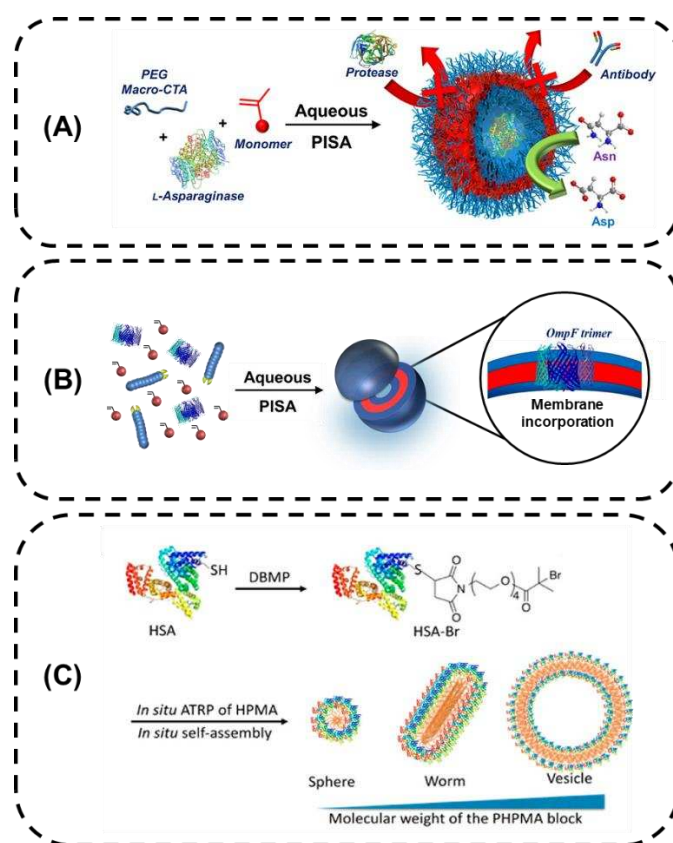 (A)
PEG
Macro-CTA
+
L-Asparaginase
+
Monomer
Aqueous
PISA
Protease
Antibody
Asn
Asp
(B)
Aqueous
PISA
OmpF trimer
Membrane
incorporation
(C)
HSA
SH
DBMP
S
O
N
O
O
4
O
Br
HSA-Br
In situ ATRP of HPMA
In situ self-assembly
Sphere
Worm
Vesicle
Molecular weight of the PHPMA block